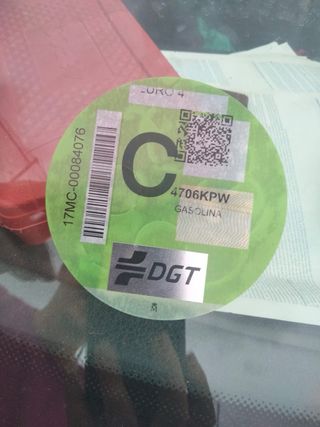 EURO 4
17MC-00084076
C
4706KPW
GASOLINA
DGT